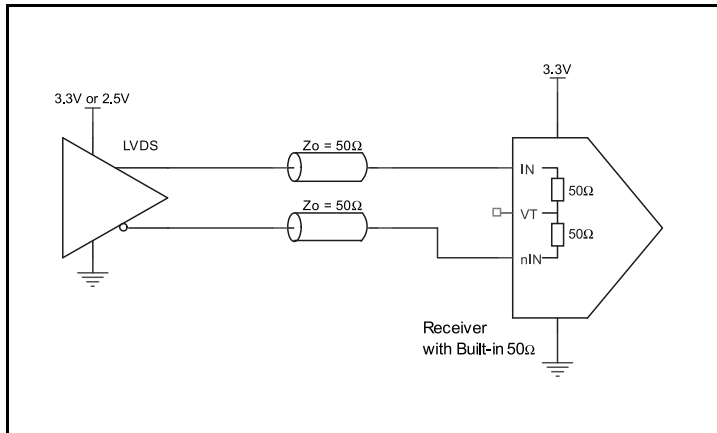 3.3V
3.3V or 2.5V
LVDS
Zo = 50Ω
IN
50Ω
Zo = 50Ω
VT
50Ω
nIN
Receiver
with Built-in 50Ω